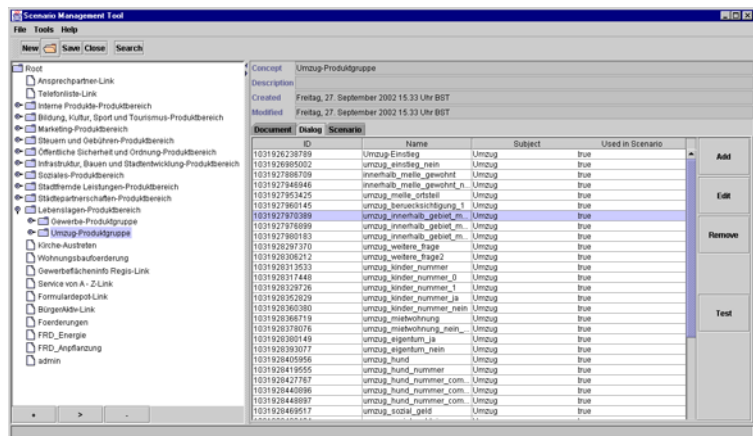 Scenario Management Tool
File Tools Help
New Save Close Search
Root
Ansprechpartner-Link
Telefonliste-Link
Interne Produkte-Produktbereich
Bildung, Kultur, Sport und Tourismus-Produktbereich
Marketing-Produktbereich
Steuern und Gebühren-Produktbereich
Öffentliche Sicherheit und Ordnung-Produktbereich
Infrastruktur, Bauen und Stadtentwicklung-Produktbereich
Soziales-Produktbereich
Stadtfremde Leistungen-Produktbereich
Städtepartnerschaften-Produktbereich
Lebenslagen-Produktbereich
Gewerbe-Produktgruppe
Umzug-Produktgruppe
Kirche-Austreten
Wohnungsbaufoerderung
Gewerbeflächeninfo Regis-Link
Service von A - Z-Link
Formulardepot-Link
BürgerAktiv-Link
Foerderungen
FRD_Energie
FRD_Anpflanzung
admin
+ > -
Concept Umzug-Produktgruppe
Description
Created Freitag, 27. September 2002 15.33 Uhr BST
Modified Freitag, 27. September 2002 15.33 Uhr BST
Document Dialog Scenario
ID Name Subject Used in Scenario
1031926238789 Umzug-Einstieg Umzug true
1031926985002 umzug_einstieg_nein Umzug true
1031927886709 innerhalb_melle_gewohnt Umzug true
1031927946946 innerhalb_melle_gewohnt_n... Umzug true
1031927953425 umzug_melle_ortsteil Umzug true
1031927960145 umzug_beruecksichtigung_1 Umzug true
1031927970389 umzug_innerhalb_gebiet_m... Umzug true
1031927976899 umzug_innerhalb_gebiet_m... Umzug true
1031927980183 umzug_innerhalb_gebiet_m... Umzug true
1031928297370 umzug_weitere_frage Umzug true
1031928306212 umzug_weitere_frage2 Umzug true
1031928313533 umzug_kinder_nummer Umzug true
1031928317448 umzug_kinder_nummer_0 Umzug true
1031928329726 umzug_kinder_nummer_1 Umzug true
1031928352829 umzug_kinder_nummer_ja Umzug true
1031928360380 umzug_kinder_nummer_nein Umzug true
1031928366719 umzug_mietwohnung Umzug true
1031928378076 umzug_mietwohnung_nein_... Umzug true
1031928380149 umzug_eigentum_ja Umzug true
1031928393077 umzug_eigentum_nein Umzug true
1031928405956 umzug_hund Umzug true
1031928419555 umzug_hund_nummer Umzug true
1031928427767 umzug_hund_nummer_com... Umzug true
1031928440896 umzug_hund_nummer_com... Umzug true
1031928448897 umzug_hund_nummer_com... Umzug true
1031928469517 umzug_sozial_geld Umzug true
Add
Edit
Remove
Test